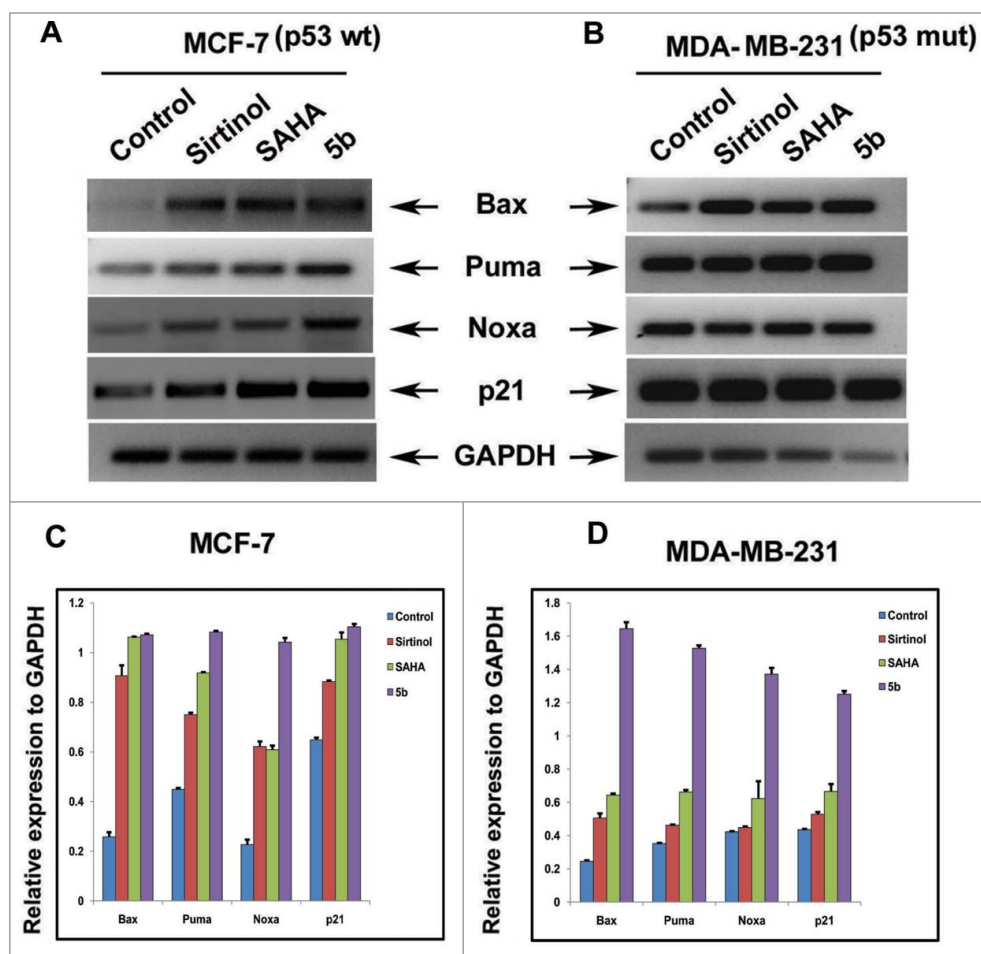 A
MCF-7 (p53 wt)
Control
Sirtinol
SAHA
5b
B
MDA- MB-231 (p53 mut)
Control
Sirtinol
SAHA
5b
Bax
Puma
Noxa
p21
GAPDH
C
MCF-7
Relative expression to GAPDH
1.2
1
0.8
0.6
0.4
0.2
0
Bax
Puma
Noxa
p21
Control
Sirtinol
SAHA
5b
D
MDA-MB-231
Relative expression to GAPDH
1.8
1.6
1.4
1.2
1
0.8
0.6
0.4
0.2
0
Bax
Puma
Noxa
p21
Control
Sirtinol
SAHA
5b